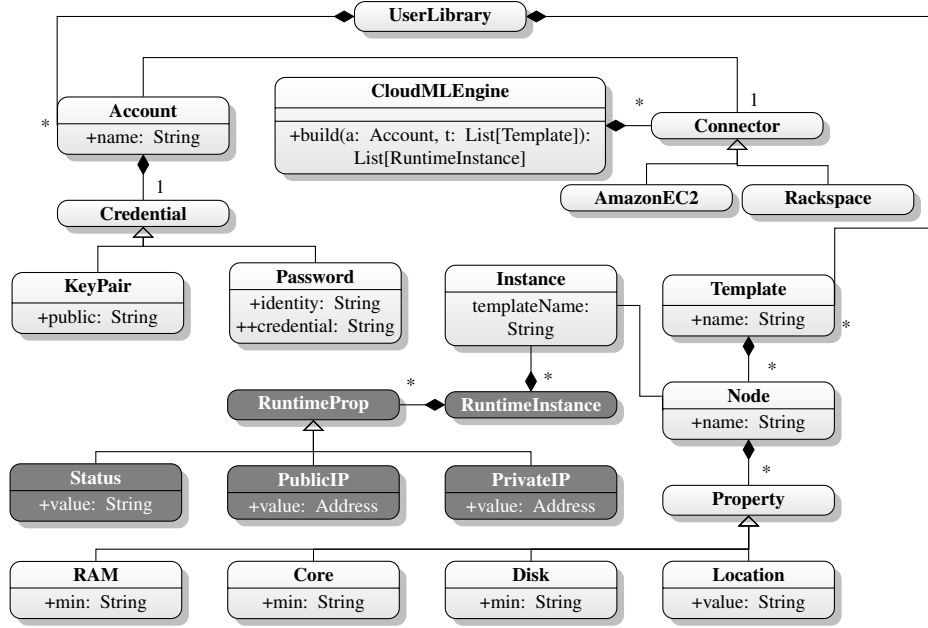 UserLibrary
CloudMLEngine
+build(a: Account, t: List[Template]):
List[RuntimeInstance]
*
1
Account
+name: String
*
Connector
1
AmazonEC2
Rackspace
Credential
KeyPair
+public: String
Password
+identity: String
++credential: String
Instance
templateName:
String
Template
+name: String
*
*
*
*
RuntimeProp
RuntimeInstance
Node
+name: String
*
Status
+value: String
PublicIP
+value: Address
PrivateIP
+value: Address
Property
RAM
+min: String
Core
+min: String
Disk
+min: String
Location
+value: String